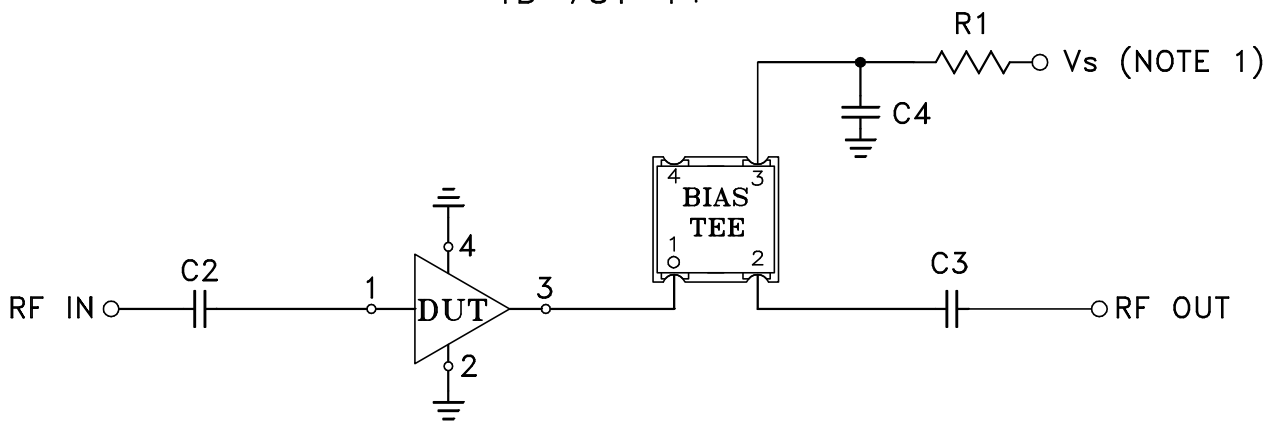 R1
Vs (NOTE 1)
C4
4 3
BIAS
TEE
1 2
4
C2
C3
RF IN
1
DUT
3
RF OUT
2